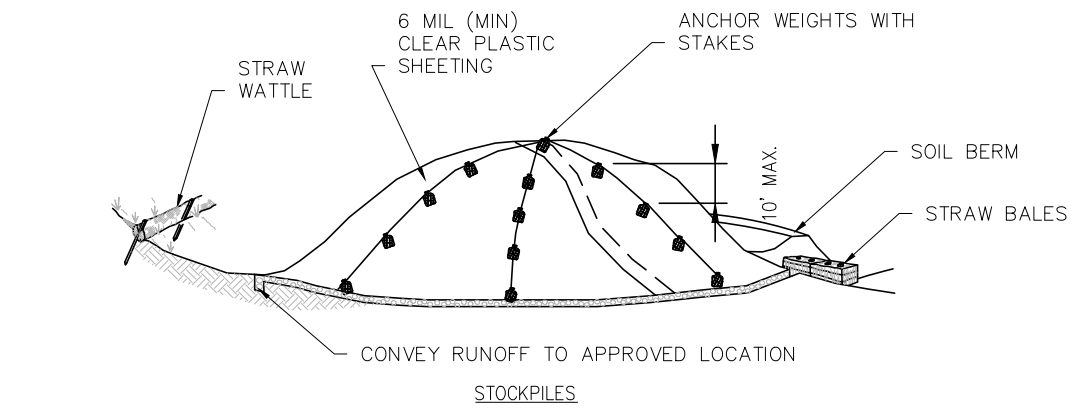 6 MIL (MIN)
CLEAR PLASTIC
SHEETING
ANCHOR WEIGHTS WITH
STAKES
STRAW
WATTLE
10' MAX.
SOIL BERM
STRAW BALES
CONVEY RUNOFF TO APPROVED LOCATION
STOCKPILES